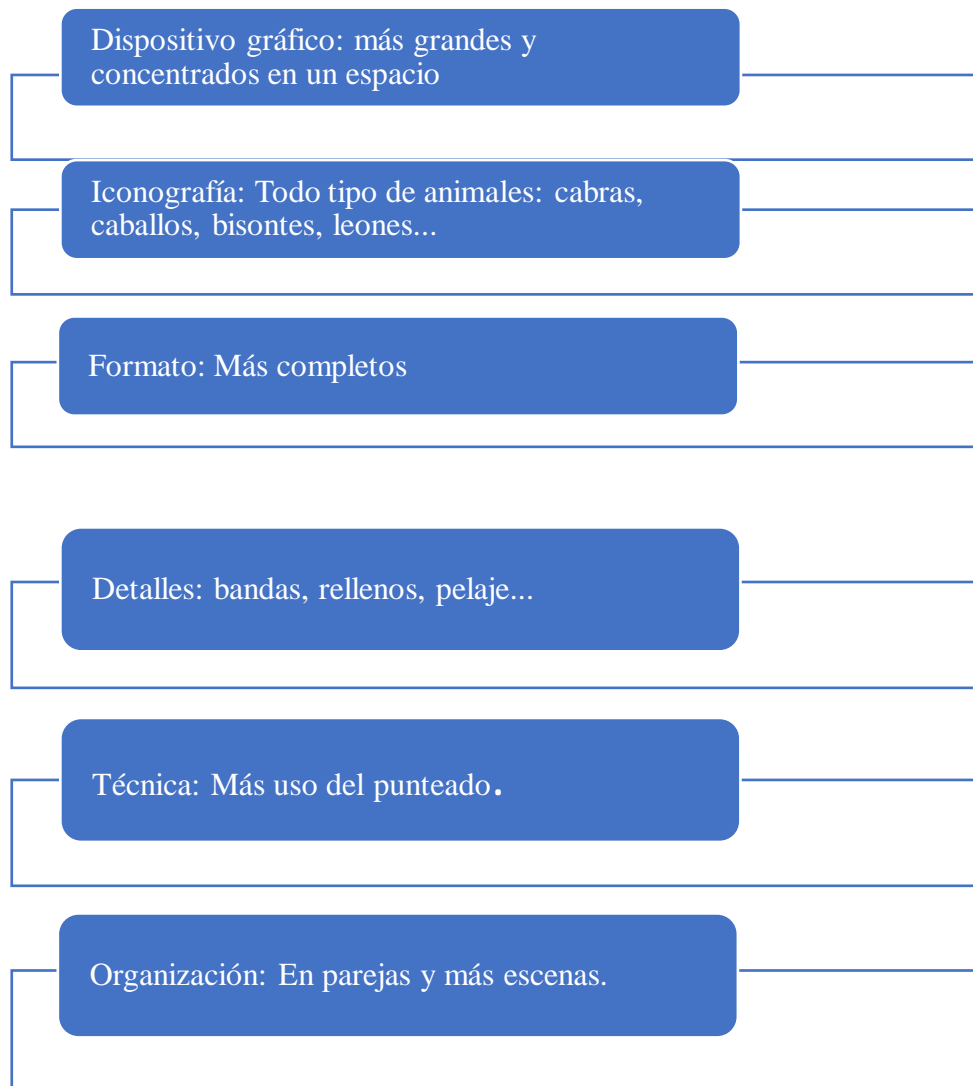 Dispositivo gráfico: más grandes y
concentrados en un espacio
Iconografía: Todo tipo de animales: cabras,
caballos, bisontes, leones...
Formato: Más completos
Detalles: bandas, rellenos, pelaje...
Técnica: Más uso del punteado.
Organización: En parejas y más escenas.